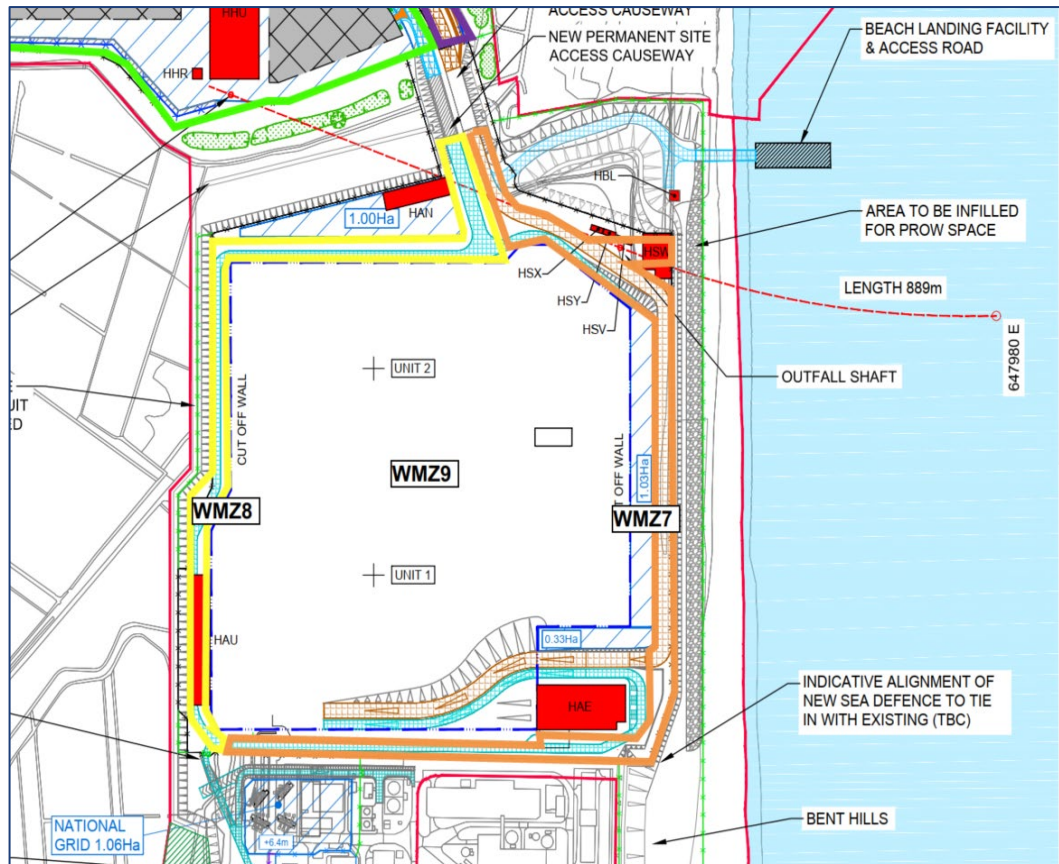 ACCESS CAUSEWAY
NEW PERMANENT SITE
ACCESS CAUSEWAY
BEACH LANDING FACILITY
& ACCESS ROAD
HHR
HBL
HAN
1.00Ha
AREA TO BE INFILLED
FOR PROW SPACE
HSW
HSX
HSY
HSV
LENGTH 889m
647980 E
OUTFALL SHAFT
UNIT 2
CUT OFF WALL
OFF WALL
1.03Ha
WMZ9
WMZ8
WMZ7
UNIT 1
HAU
0.33Ha
HAE
INDICATIVE ALIGNMENT OF
NEW SEA DEFENCE TO TIE
IN WITH EXISTING (TBC)
NATIONAL
GRID 1.06Ha
+6.4m
BENT HILLS